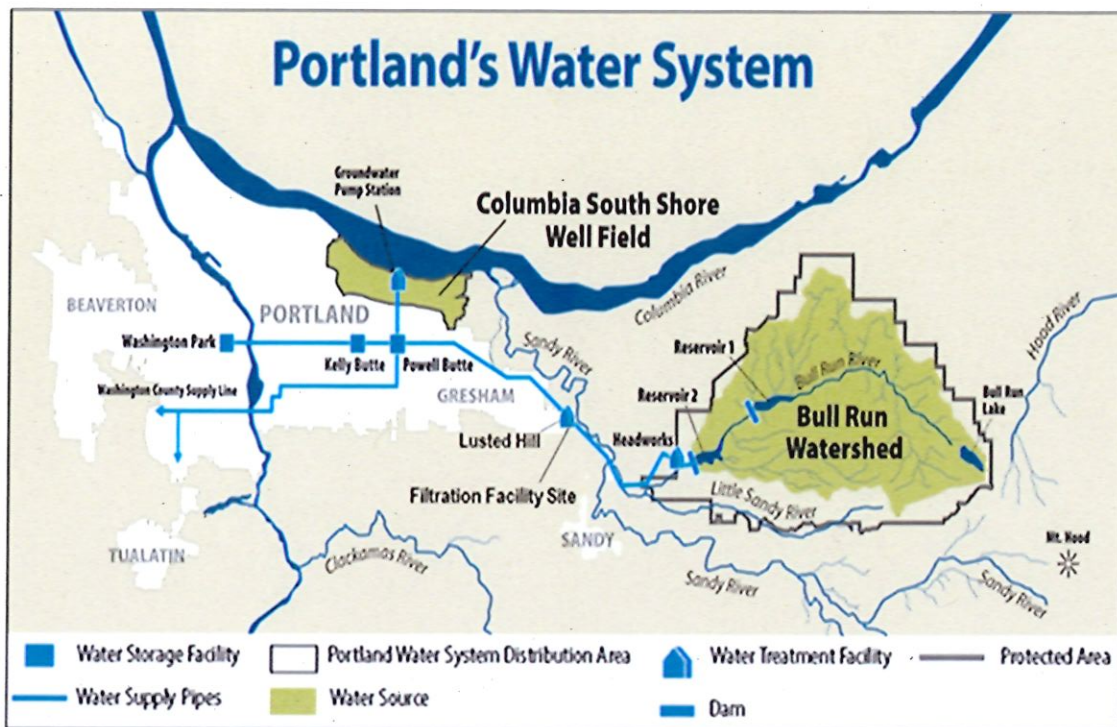 Portland's Water System
Groundwater
Pump Station
Columbia South Shore
Well Field
Columbia River
Hood River
BEAVERTON
PORTLAND
Washington Park
Kelly Butte
Powell Butte
Sandy River
Reservoir 1
Bull Run River
Bull Run
Lake
Washington County Supply Line
GRESHAM
Reservoir 2
Bull Run
Watershed
Lusted Hill
Headworks
Filtration Facility Site
Little Sandy River
TUALATIN
Clackamas River
SANDY
Sandy River
Sandy River
Mt. Hood
Water Storage Facility
Portland Water System Distribution Area
Water Treatment Facility
Protected Area
Water Supply Pipes
Water Source
Dam